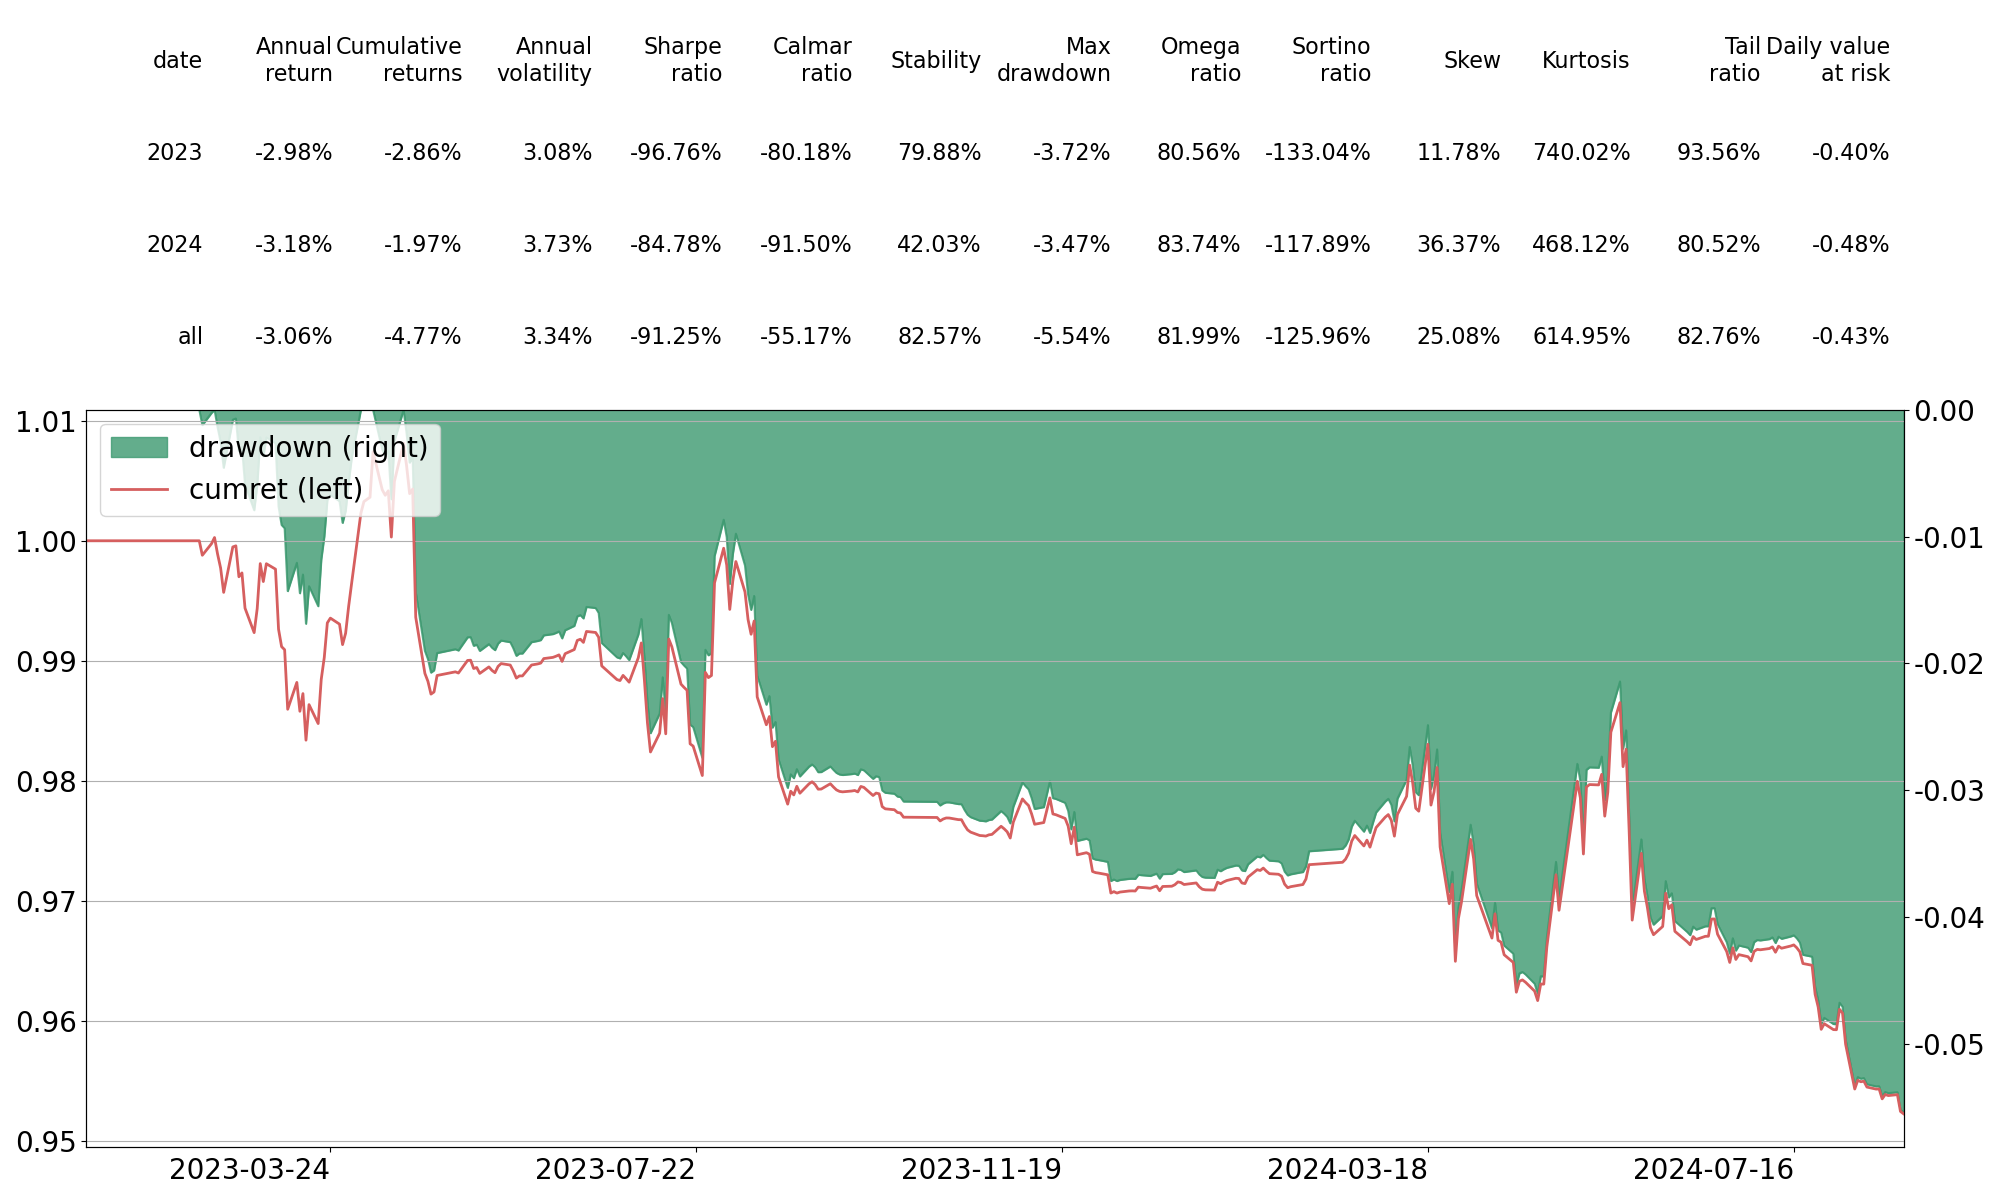 date Annual return Cumulative returns Annual volatility Sharpe ratio Calmar ratio Stability Max drawdown Omega ratio Sortino ratio Skew Kurtosis Tail ratio Daily value at risk
2023 -2.98% -2.86% 3.08% -96.76% -80.18% 79.88% -3.72% 80.56% -133.04% 11.78% 740.02% 93.56% -0.40%
2024 -3.18% -1.97% 3.73% -84.78% -91.50% 42.03% -3.47% 83.74% -117.89% 36.37% 468.12% 80.52% -0.48%
all -3.06% -4.77% 3.34% -91.25% -55.17% 82.57% -5.54% 81.99% -125.96% 25.08% 614.95% 82.76% -0.43%
1.01
1.00
0.99
0.98
0.97
0.96
0.95
drawdown (right)
cumret (left)
0.00
-0.01
-0.02
-0.03
-0.04
-0.05
2023-03-24 2023-07-22 2023-11-19 2024-03-18 2024-07-16